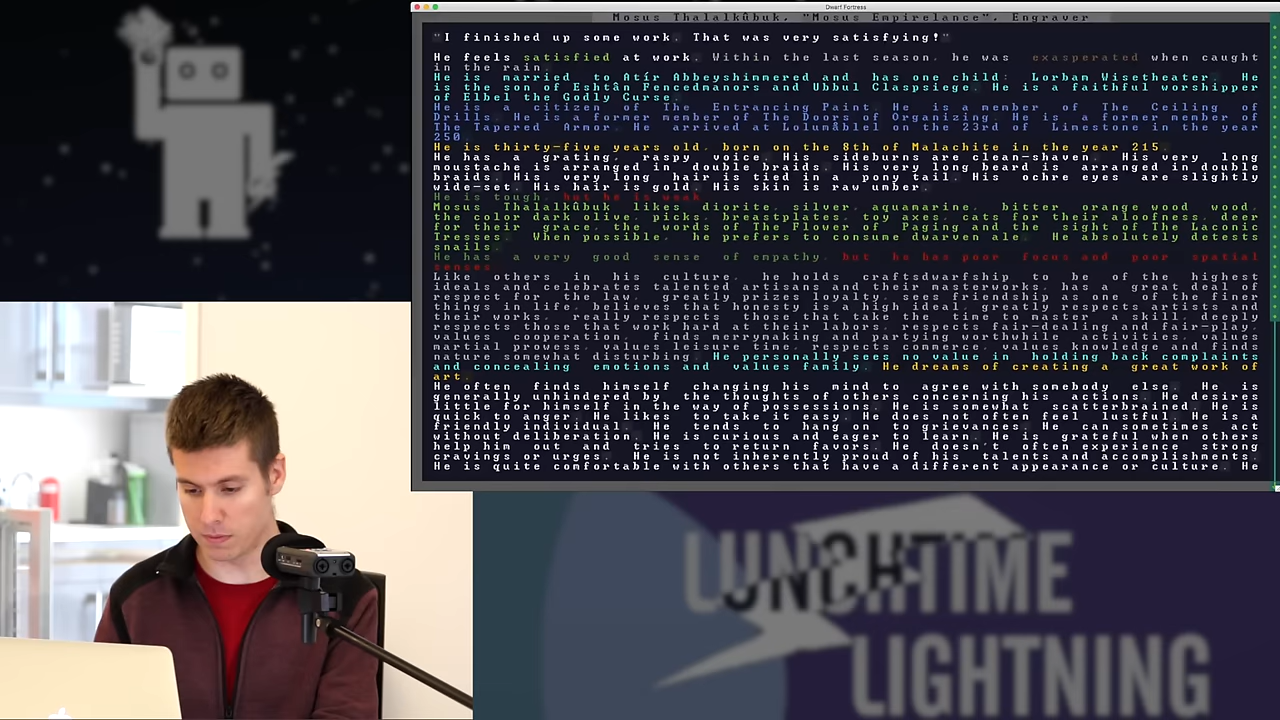 Dwarf Fortress
Mosus Thalalkûbuk, "Mosus Empirelance", Engraver
"I finished up some work. That was very satisfying!"
He feels satisfied at work. Within the last season, he was exasperated when caught
in the rain.
He is married to Atír Abbeyshimmered and has one child: Lorbam Wisetheater. He
is the son of Eshtân Fencedmanors and Ubbul Claspsiege. He is a faithful worshipper
of Elbel the Godly Curse.
He is a citizen of The Entrancing Paint. He is a member of The Ceiling of
Drills. He is a former member of The Doors of Organizing. He is a former member of
The Tapered Armor. He arrived at Lolumåblel on the 23rd of Limestone in the year
250.
He is thirty-five years old, born on the 8th of Malachite in the year 215.
He has a grating, raspy voice. His sideburns are clean-shaven. His very long
moustache is arranged in double braids. His very long beard is arranged in double
braids. His very long hair is tied in a pony tail. His ochre eyes are slightly
wide-set. His hair is gold. His skin is raw umber.
He is tough, but he is weak.
Mosus Thalalkûbuk likes diorite, silver, aquamarine, bitter orange wood wood,
the color dark olive, picks, breastplates, toy axes, cats for their aloofness, deer
for their grace, the words of The Flower of Paging and the sight of The Laconic
Tresses. When possible, he prefers to consume dwarven ale. He absolutely detests
snails.
He has a very good sense of empathy, but he has poor focus and poor spatial
senses.
Like others in his culture, he holds craftsdwarfship to be of the highest
ideals and celebrates talented artisans and their masterworks, has a great deal of
respect for the law, greatly prizes loyalty, sees friendship as one of the finer
things in life, believes that honesty is a high ideal, greatly respects artists and
their works, really respects those that take the time to master a skill, deeply
respects those that work hard at their labors, respects fair-dealing and fair-play,
values cooperation, finds merrymaking and partying worthwhile activities, values
martial prowess, values leisure time, respects commerce, values knowledge and finds
nature somewhat disturbing. He personally sees no value in holding back complaints
and concealing emotions and values family. He dreams of creating a great work of
art.
He often finds himself changing his mind to agree with somebody else. He is
generally unhindered by the thoughts of others concerning his actions. He desires
little for himself in the way of possessions. He is somewhat scatterbrained. He is
quick to anger. He likes to take it easy. He does not often feel lustful. He is a
friendly individual. He tends to hang on to grievances. He can sometimes act
without deliberation. He is curious and eager to learn. He is grateful when others
help him out and tries to return favors. He doesn't often experience strong
cravings or urges. He is not inherently proud of his talents and accomplishments.
He is quite comfortable with others that have a different appearance or culture. He
LUNCHTIME
LIGHTNING